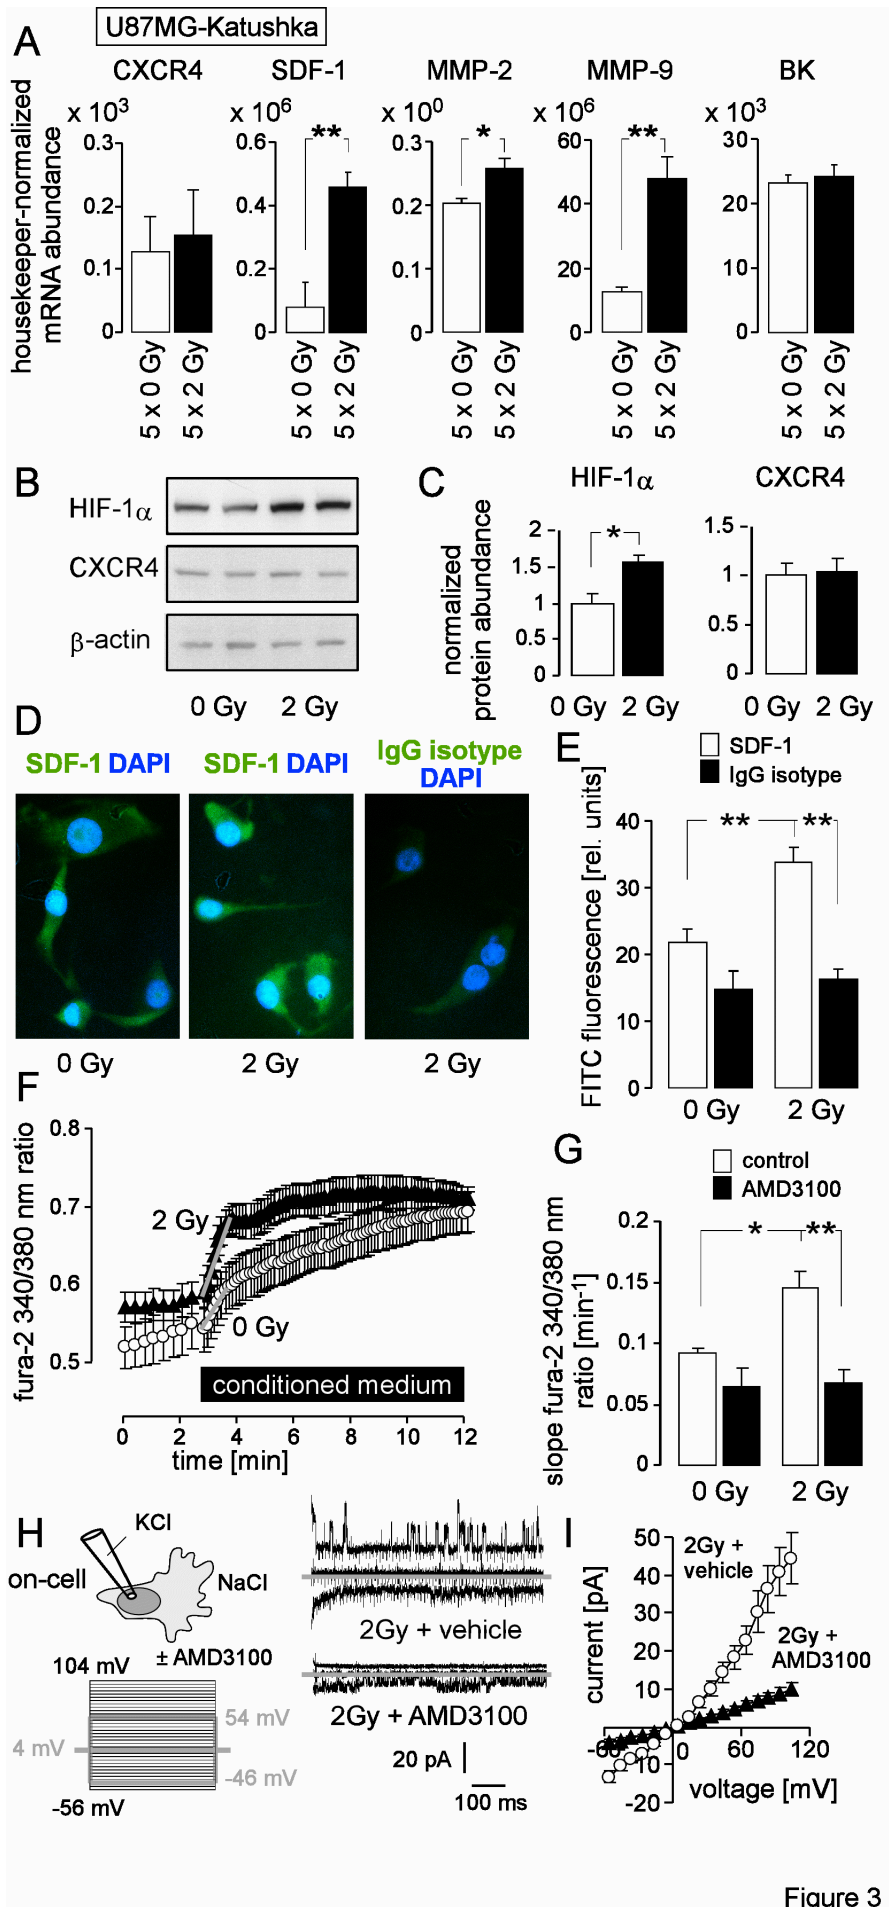 U87MG-Katushka
A
CXCR4 SDF-1 MMP-2 MMP-9 BK
housekeeper-normalized
mRNA abundance
x 10³ x 10⁶ x 10⁰ x 10³ x 10³
0.3 0.6 0.3 60 30
0.2 0.4 0.2 40 20
0.1 0.2 0.1 20 10
0 0 0 0 0
** * **
5 x 0 Gy 5 x 2 Gy 5 x 0 Gy 5 x 2 Gy 5 x 0 Gy 5 x 2 Gy 5 x 0 Gy 5 x 2 Gy 5 x 0 Gy 5 x 2 Gy
B
HIF-1α
CXCR4
β-actin
0 Gy 2 Gy
C
HIF-1α CXCR4
normalized
protein abundance
2
1.5
1
0.5
0
*
0 Gy 2 Gy
1.5
1
0.5
0
0 Gy 2 Gy
D
SDF-1 DAPI SDF-1 DAPI IgG isotype
DAPI
0 Gy 2 Gy 2 Gy
E
SDF-1
IgG isotype
FITC fluorescence [rel. units]
40
30
20
10
0
** **
0 Gy 2 Gy
F
fura-2 340/380 nm ratio
0.8
0.7
0.6
0.5
2 Gy
0 Gy
conditioned medium
0 2 4 6 8 10 12
time [min]
G
control
AMD3100
slope fura-2 340/380 nm
ratio [min⁻¹]
0.2
0.15
0.1
0.05
0
* **
0 Gy 2 Gy
H
KCl
on-cell
NaCl
± AMD3100
104 mV
54 mV
4 mV
-46 mV
-56 mV
2Gy + vehicle
2Gy + AMD3100
20 pA
100 ms
I
current [pA]
50
40
30
20
10
-10
-20
2Gy +
vehicle
2Gy +
AMD3100
-60 0 60 120
voltage [mV]
Figure 3